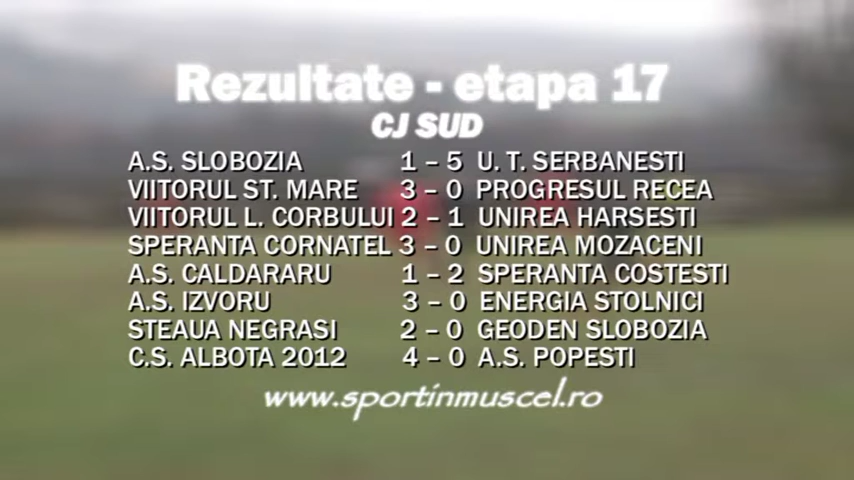 Rezultate - etapa 17
CJ SUD
A.S. SLOBOZIA 1 – 5 U. T. SERBANESTI
VIITORUL ST. MARE 3 – 0 PROGRESUL RECEA
VIITORUL L. CORBULUI 2 – 1 UNIREA HARSESTI
SPERANTA CORNATEL 3 – 0 UNIREA MOZACENI
A.S. CALDARARU 1 – 2 SPERANTA COSTESTI
A.S. IZVORU 3 – 0 ENERGIA STOLNICI
STEAUA NEGRASI 2 – 0 GEODEN SLOBOZIA
C.S. ALBOTA 2012 4 – 0 A.S. POPESTI
www.sportinmuscel.ro